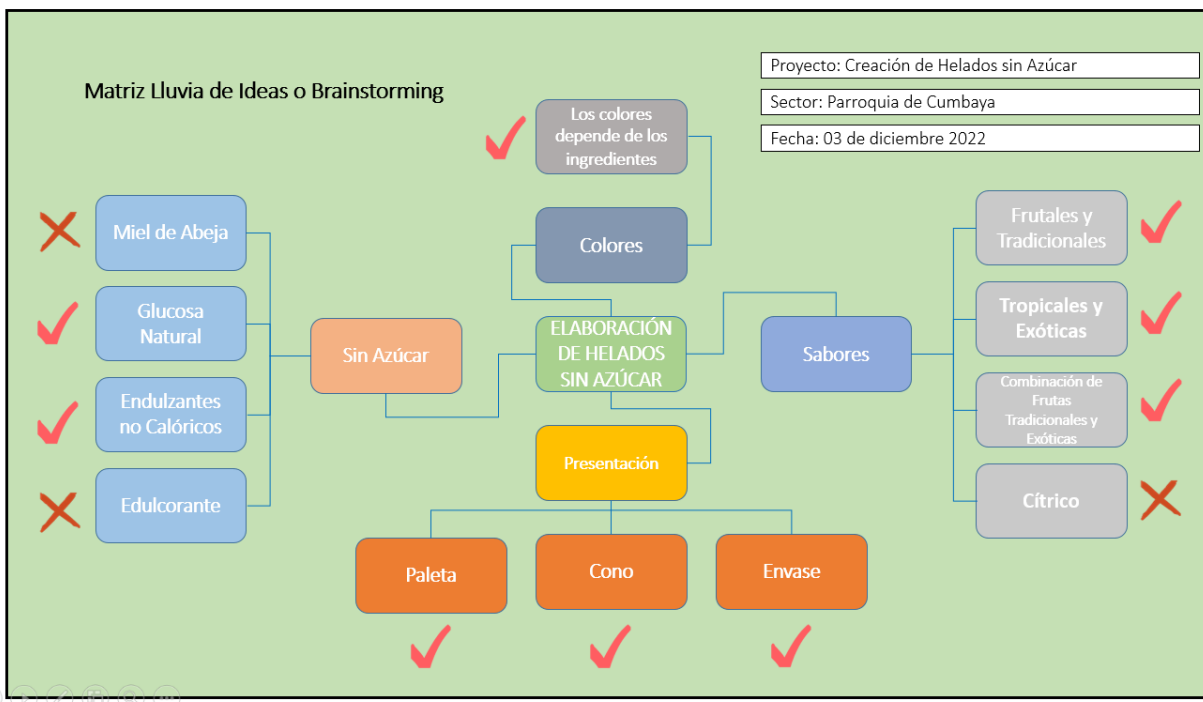 Matriz Lluvia de Ideas o Brainstorming
Proyecto: Creación de Helados sin Azúcar
Sector: Parroquia de Cumbaya
Fecha: 03 de diciembre 2022
Los colores
depende de los
ingredientes
Colores
Miel de Abeja
Glucosa
Natural
Endulzantes
no Calóricos
Edulcorante
Sin Azúcar
ELABORACIÓN
DE HELADOS
SIN AZÚCAR
Sabores
Frutales y
Tradicionales
Tropicales y
Exóticas
Combinación de
Frutas
Tradicionales y
Exóticas
Cítrico
Presentación
Paleta
Cono
Envase